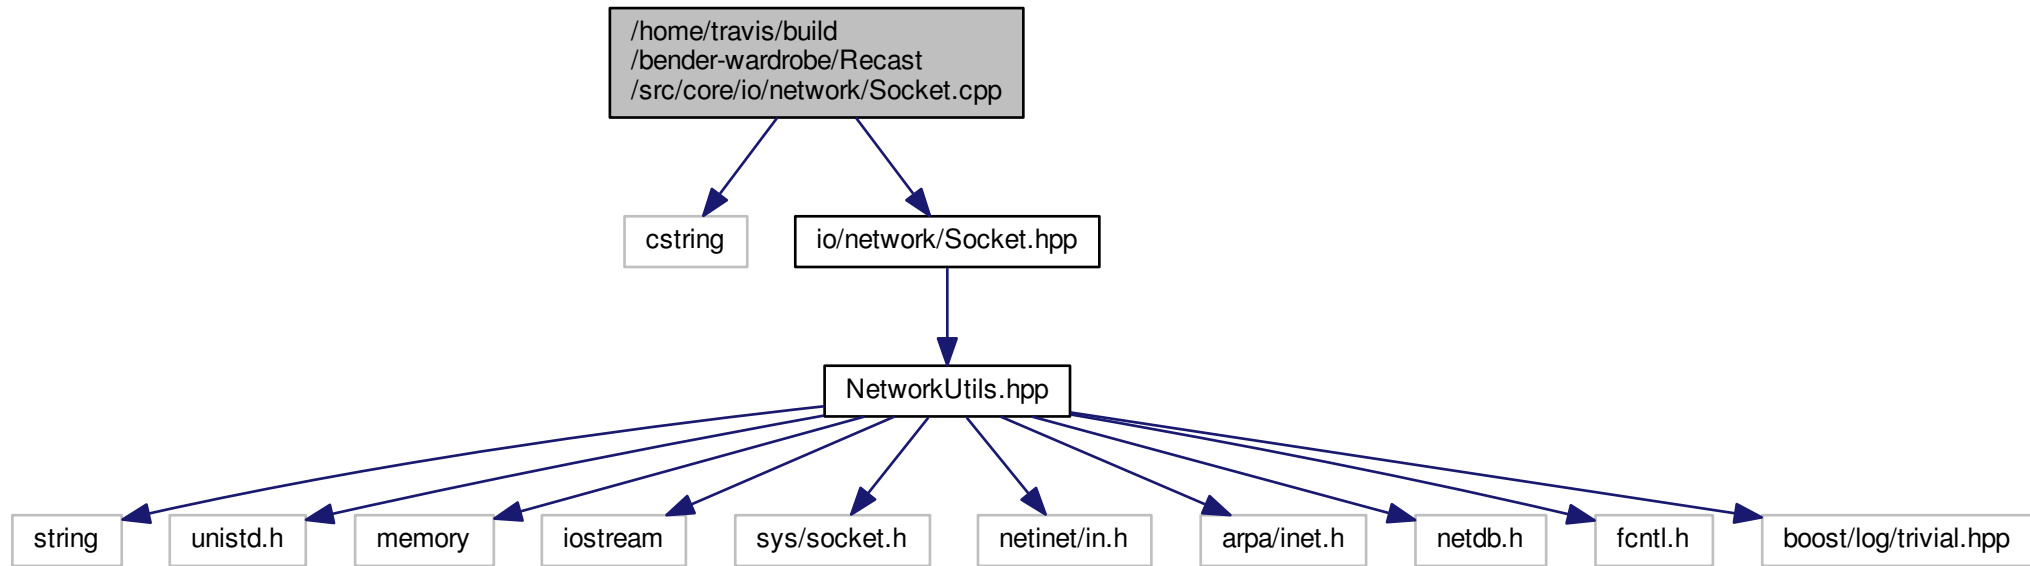 /home/travis/build
/bender-wardrobe/Recast
/src/core/io/network/Socket.cpp
cstring
io/network/Socket.hpp
NetworkUtils.hpp
string
unistd.h
memory
iostream
sys/socket.h
netinet/in.h
arpa/inet.h
netdb.h
fcntl.h
boost/log/trivial.hpp